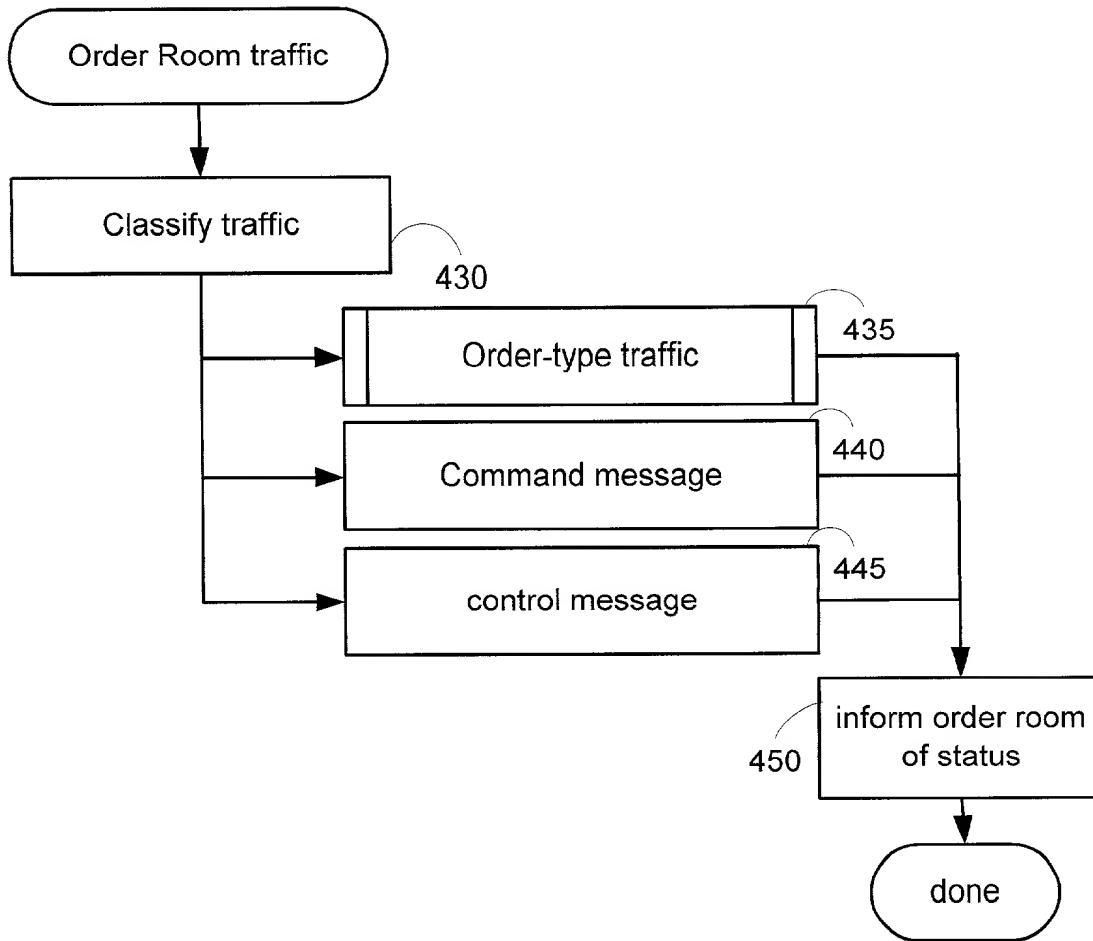 Order Room traffic
Classify traffic
430
Order-type traffic
435
Command message
440
control message
445
inform order room
of status
450
done